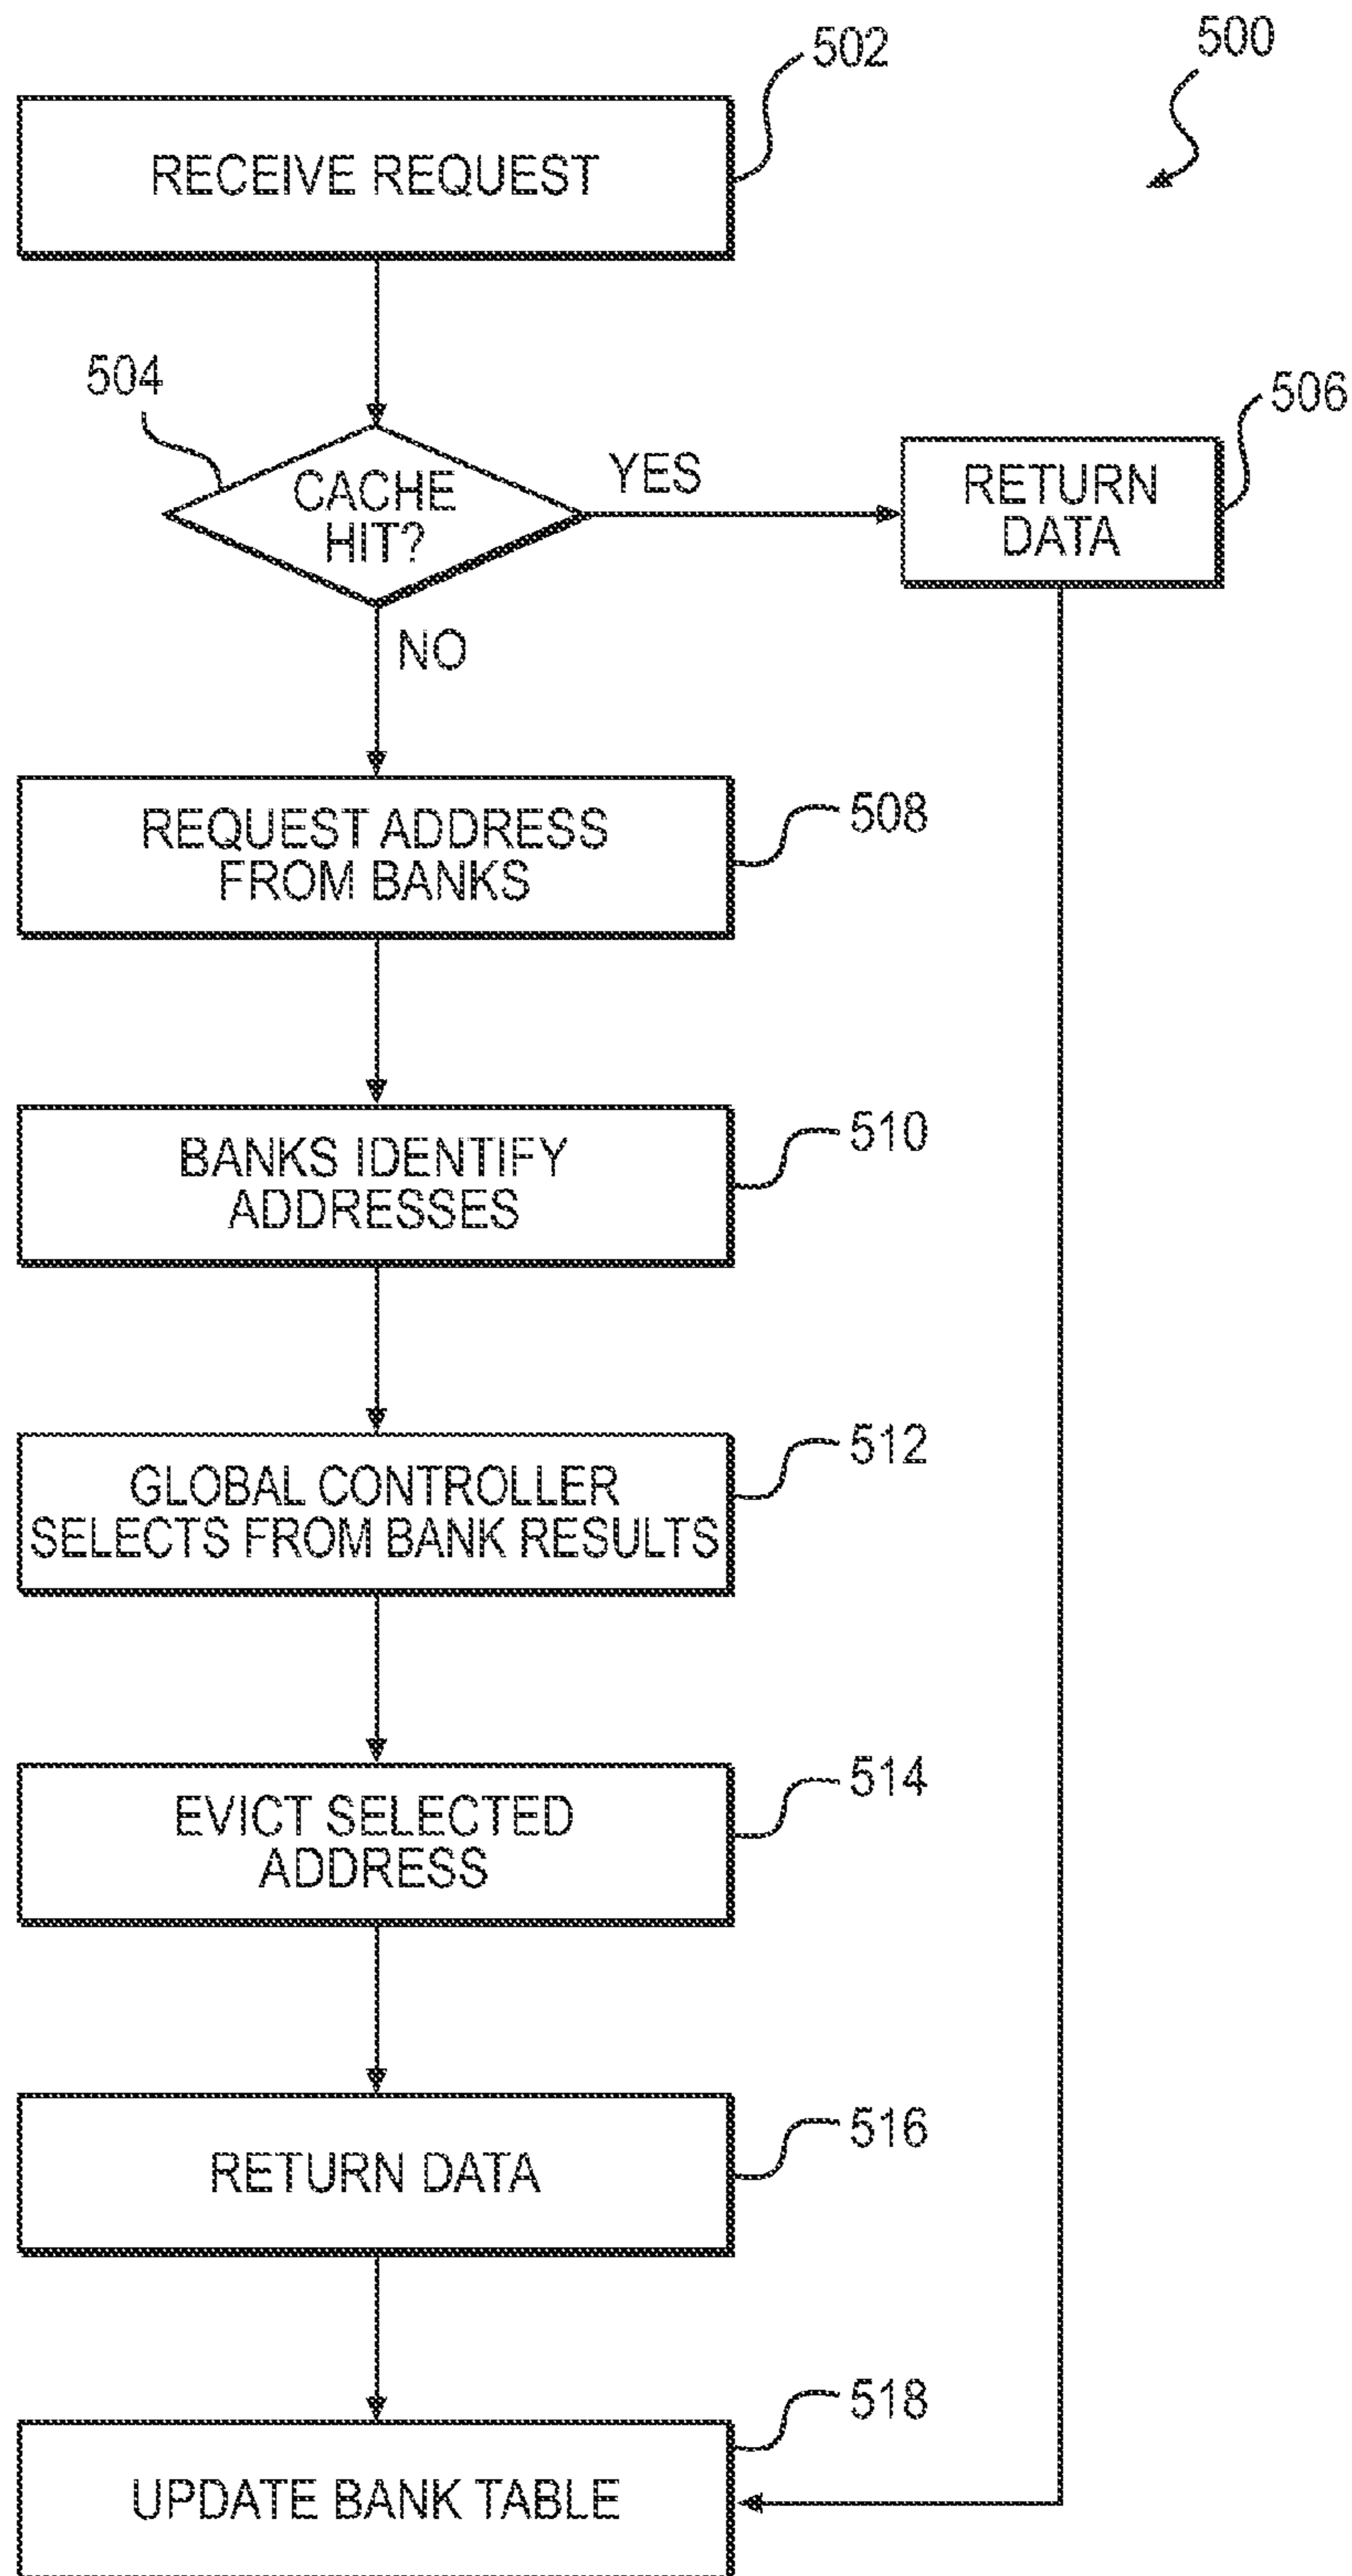 500
502
RECEIVE REQUEST
504
CACHE
HIT?
YES
506
RETURN
DATA
NO
508
REQUEST ADDRESS
FROM BANKS
510
BANKS IDENTIFY
ADDRESSES
512
GLOBAL CONTROLLER
SELECTS FROM BANK RESULTS
514
EVICT SELECTED
ADDRESS
516
RETURN DATA
518
UPDATE BANK TABLE